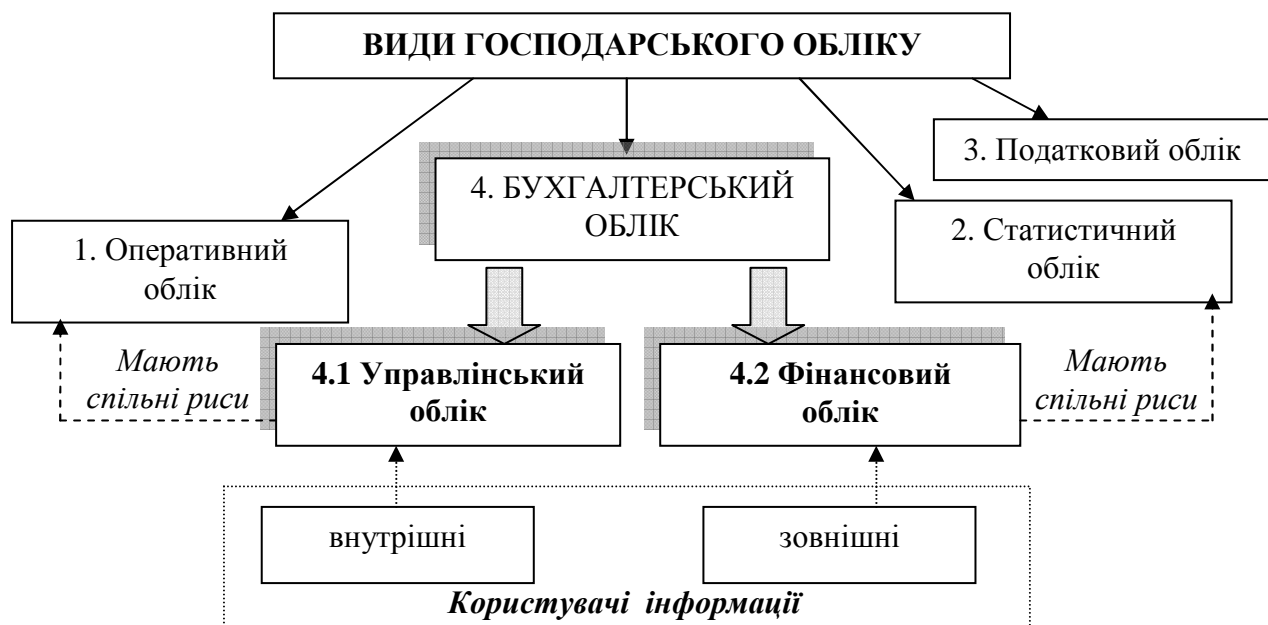 ВИДИ ГОСПОДАРСЬКОГО ОБЛІКУ
3. Податковий облік
4. БУХГАЛТЕРСЬКИЙ
ОБЛІК
1. Оперативний
облік
2. Статистичний
облік
Мають
спільні риси
4.1 Управлінський
облік
4.2 Фінансовий
облік
Мають
спільні риси
внутрішні
зовнішні
Користувачі інформації